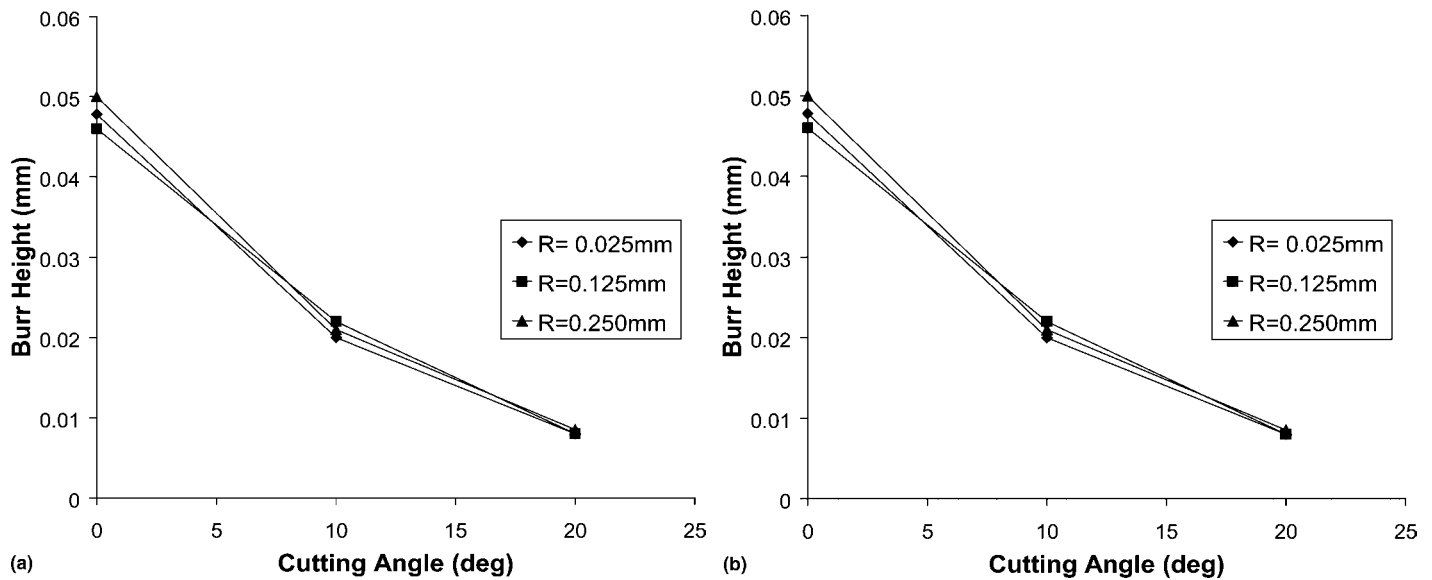 0.06
0.05
0.04
0.03
0.02
0.01
0
Burr Height (mm)
0 5 10 15 20 25
Cutting Angle (deg)
R= 0.025mm
R=0.125mm
R=0.250mm
(a)
0.06
0.05
0.04
0.03
0.02
0.01
0
Burr Height (mm)
0 5 10 15 20 25
Cutting Angle (deg)
R= 0.025mm
R=0.125mm
R=0.250mm
(b)